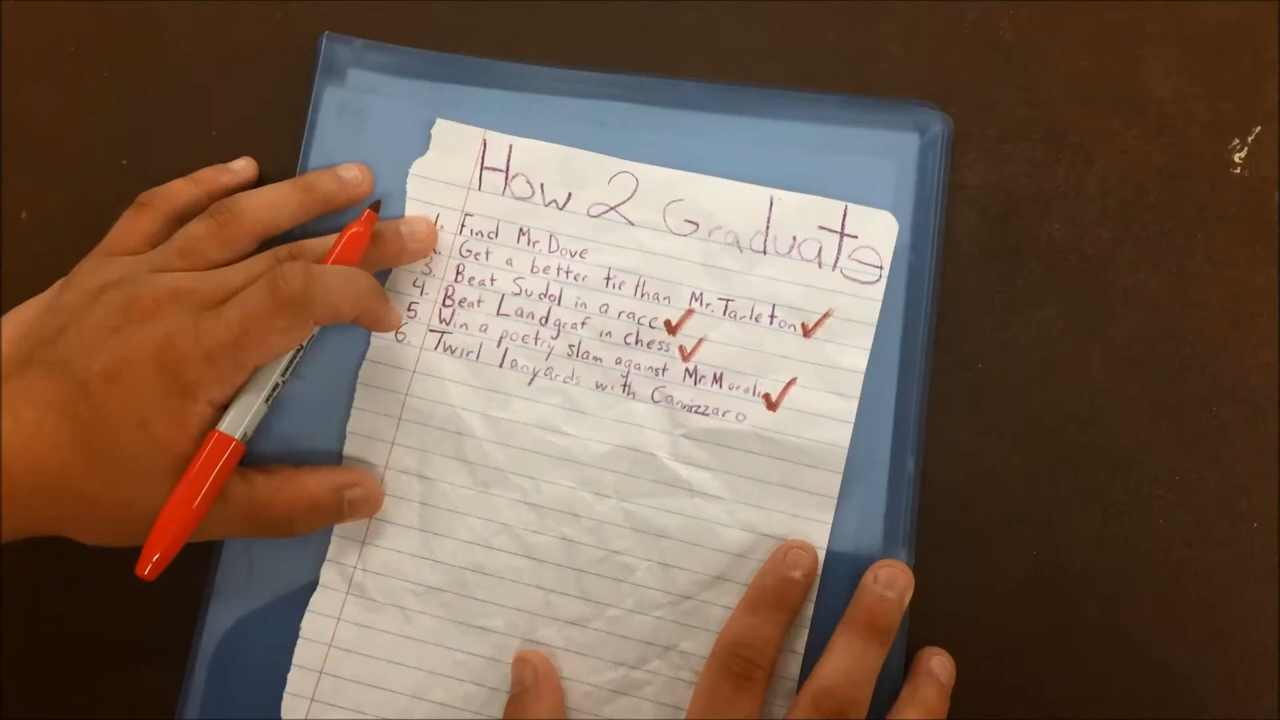 How 2 Graduate
1. Find Mr. Dove
2. Get a better tie than Mr. Tarleton ✓
3. Beat Sudol in a race ✓
4. Beat Landgraf in chess ✓
5. Win a poetry slam against Mr. ✓
6. Twirl lanyards with Cannizzaro